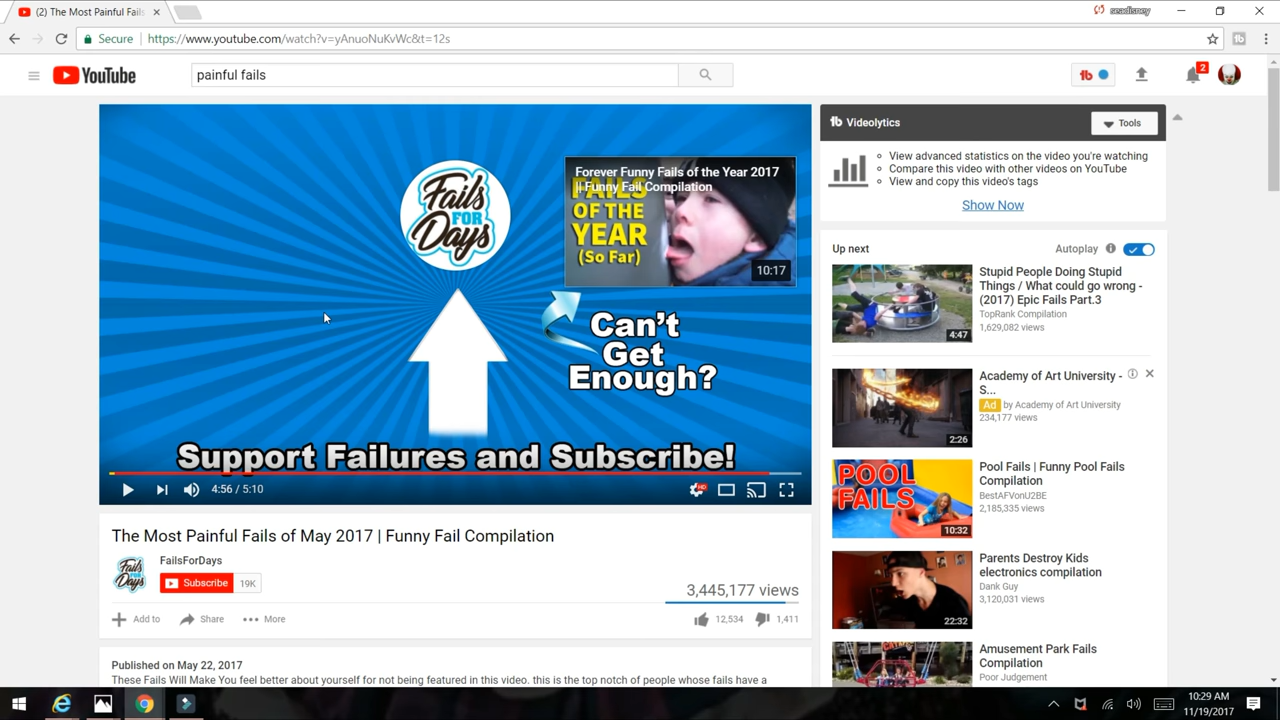 (2) The Most Painful Fails
seadisney
Secure
https://www.youtube.com/watch?v=yAnuoNuKvWc&t=12s
YouTube
painful fails
2
Fails
FOR
Days
Forever Funny Fails of the Year 2017
|| Funny Fail Compilation
FAILS
OF THE
YEAR
(So Far)
10:17
Can't
Get
Enough?
Support Failures and Subscribe!
4:56 / 5:10
HD
The Most Painful Fails of May 2017 | Funny Fail Compilation
Fails
FOR
Days
FailsForDays
Subscribe 19K
3,445,177 views
Add to Share More
12,534 1,411
Published on May 22, 2017
These Fails Will Make You feel better about yourself for not being featured in this video. this is the top notch of people whose fails have a
tb Videolytics
Tools
View advanced statistics on the video you're watching
Compare this video with other videos on YouTube
View and copy this video's tags
Show Now
Up next
Autoplay
Stupid People Doing Stupid
Things / What could go wrong -
(2017) Epic Fails Part.3
TopRank Compilation
1,629,082 views
4:47
Academy of Art University -
S...
Ad by Academy of Art University
234,177 views
2:26
Pool Fails | Funny Pool Fails
Compilation
BestAFVonU2BE
2,185,335 views
POOL
FAILS
10:32
Parents Destroy Kids
electronics compilation
Dank Guy
3,120,031 views
22:32
Amusement Park Fails
Compilation
Poor Judgement
10:29 AM
11/19/2017